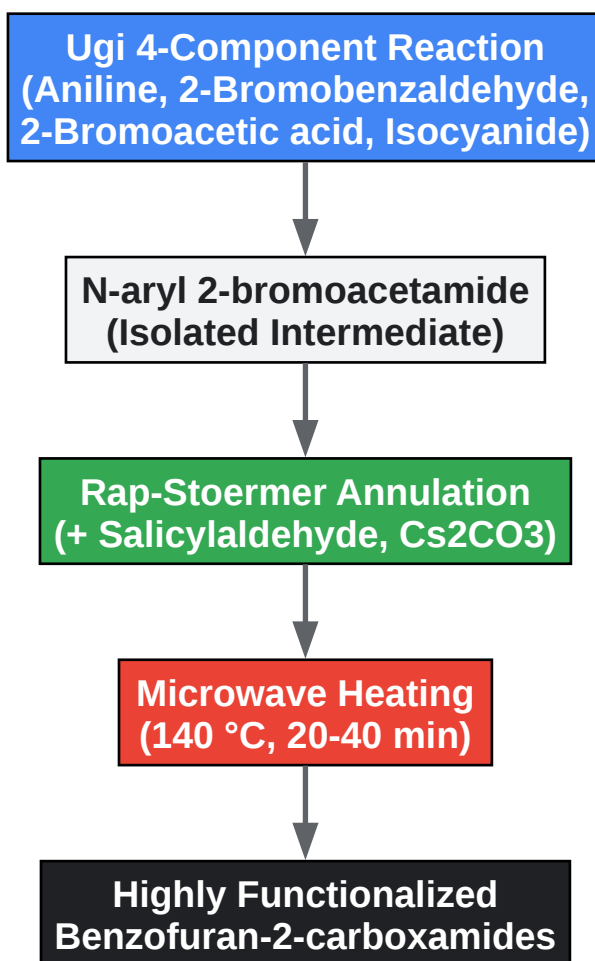 Ugi 4-Component Reaction
(Aniline, 2-Bromobenzaldehyde,
2-Bromoacetic acid, Isocyanide)
N-aryl 2-bromoacetamide
(Isolated Intermediate)
Rap-Stoermer Annulation
(+ Salicylaldehyde, Cs2CO3)
Microwave Heating
(140 °C, 20-40 min)
Highly Functionalized
Benzofuran-2-carboxamides